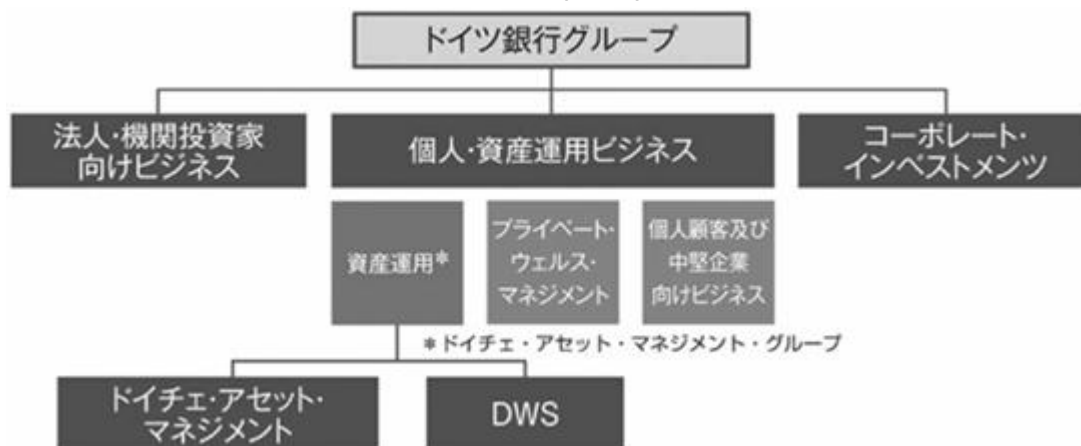 ドイツ銀行グループ
法人・機関投資家
向けビジネス
個人・資産運用ビジネス
コーポレート・
インベストメンツ
資産運用*
プライベート・
ウェルス・
マネジメント
個人顧客及び
中堅企業
向けビジネス
*ドイチェ・アセット・マネジメント・グループ
ドイチェ・アセット・
マネジメント
DWS